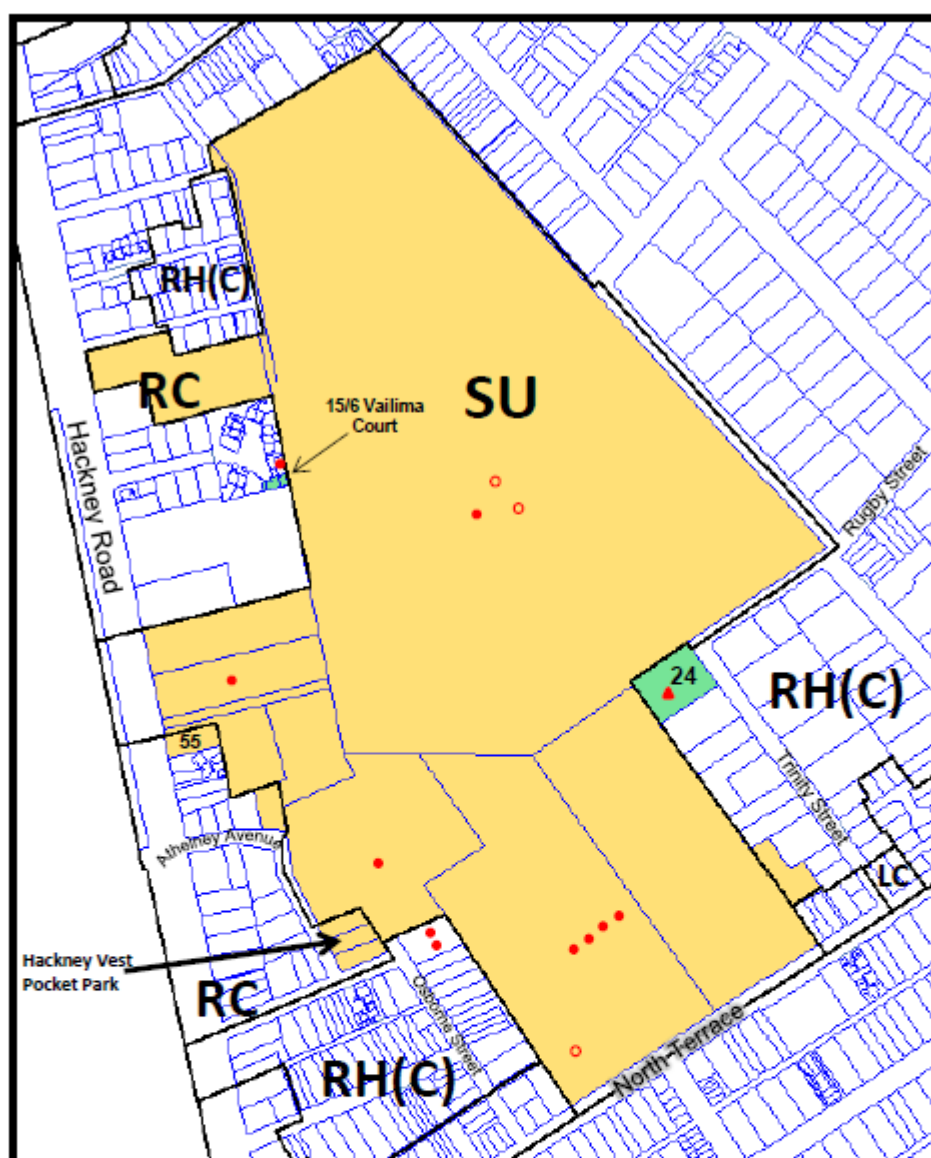 RH(C)
RC
SU
15/6 Vailima
Court
Hackney Road
Rugby Street
24
RH(C)
55
Trinity Street
Athelney Avenue
LC
Hackney Vest
Pocket Park
RC
Osborne Street
North Terrace
RH(C)